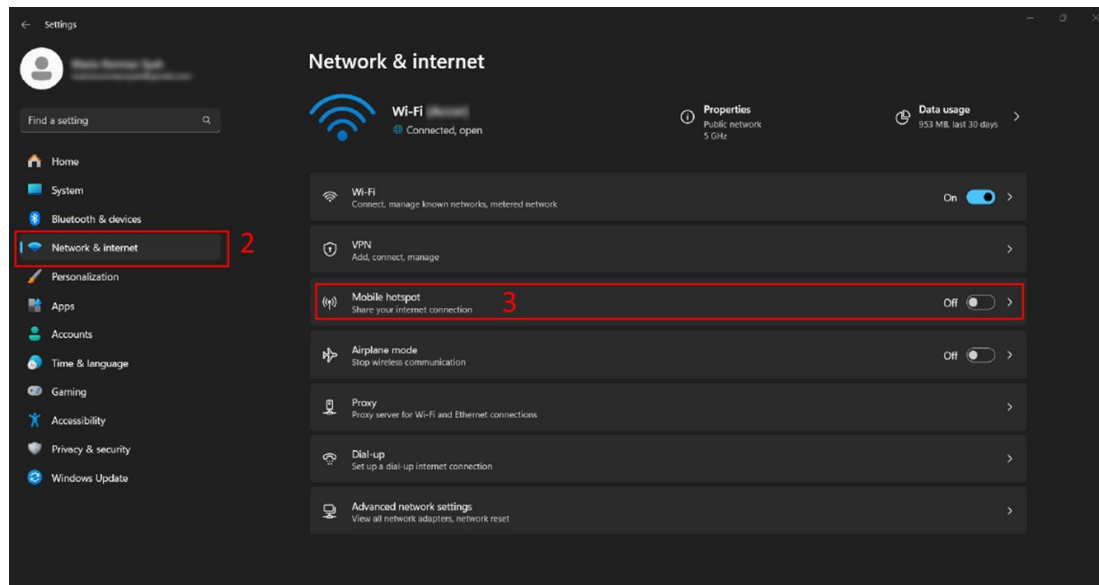 Settings
Find a setting
Home
System
Bluetooth & devices
Network & internet
2
Personalization
Apps
Accounts
Time & language
Gaming
Accessibility
Privacy & security
Windows Update
Network & internet
Wi-Fi
Connected, open
Properties
Public network
5 GHz
Data usage
953 MB, last 30 days
Wi-Fi
Connect, manage known networks, metered network
On
VPN
Add, connect, manage
Mobile hotspot
Share your internet connection
3
Off
Airplane mode
Stop wireless communication
Off
Proxy
Proxy server for Wi-Fi and Ethernet connections
Dial-up
Set up a dial-up internet connection
Advanced network settings
View all network adapters, network reset